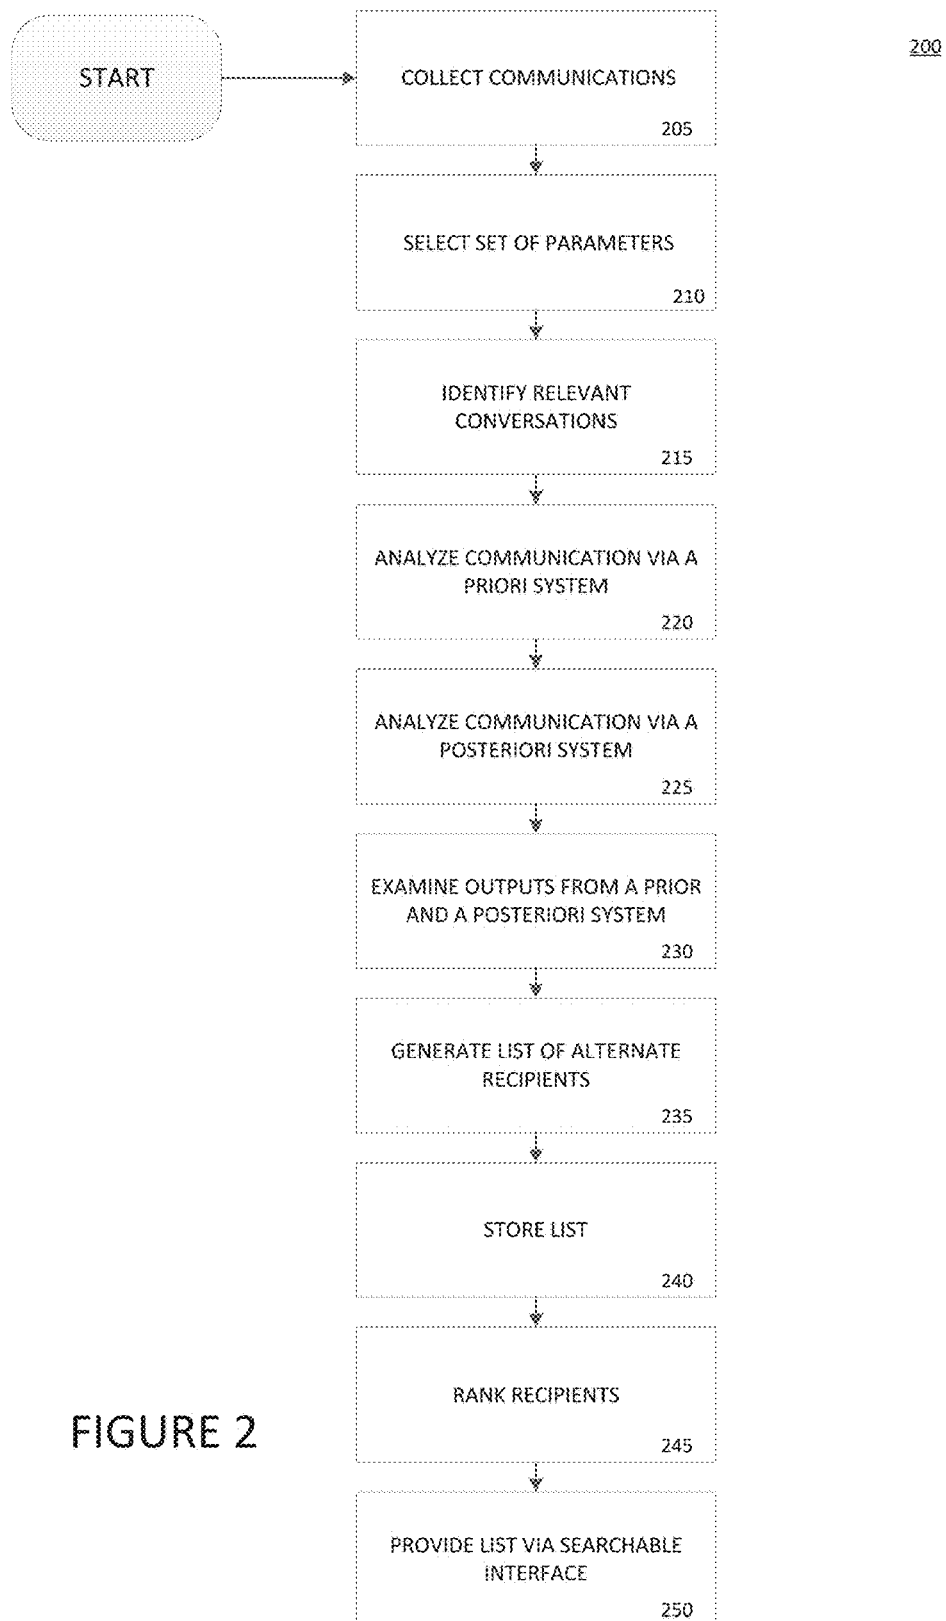 START
200
COLLECT COMMUNICATIONS
205
SELECT SET OF PARAMETERS
210
IDENTIFY RELEVANT
CONVERSATIONS
215
ANALYZE COMMUNICATION VIA A
PRIORI SYSTEM
220
ANALYZE COMMUNICATION VIA A
POSTERIORI SYSTEM
225
EXAMINE OUTPUTS FROM A PRIOR
AND A POSTERIORI SYSTEM
230
GENERATE LIST OF ALTERNATE
RECIPIENTS
235
STORE LIST
240
RANK RECIPIENTS
245
FIGURE 2
PROVIDE LIST VIA SEARCHABLE
INTERFACE
250